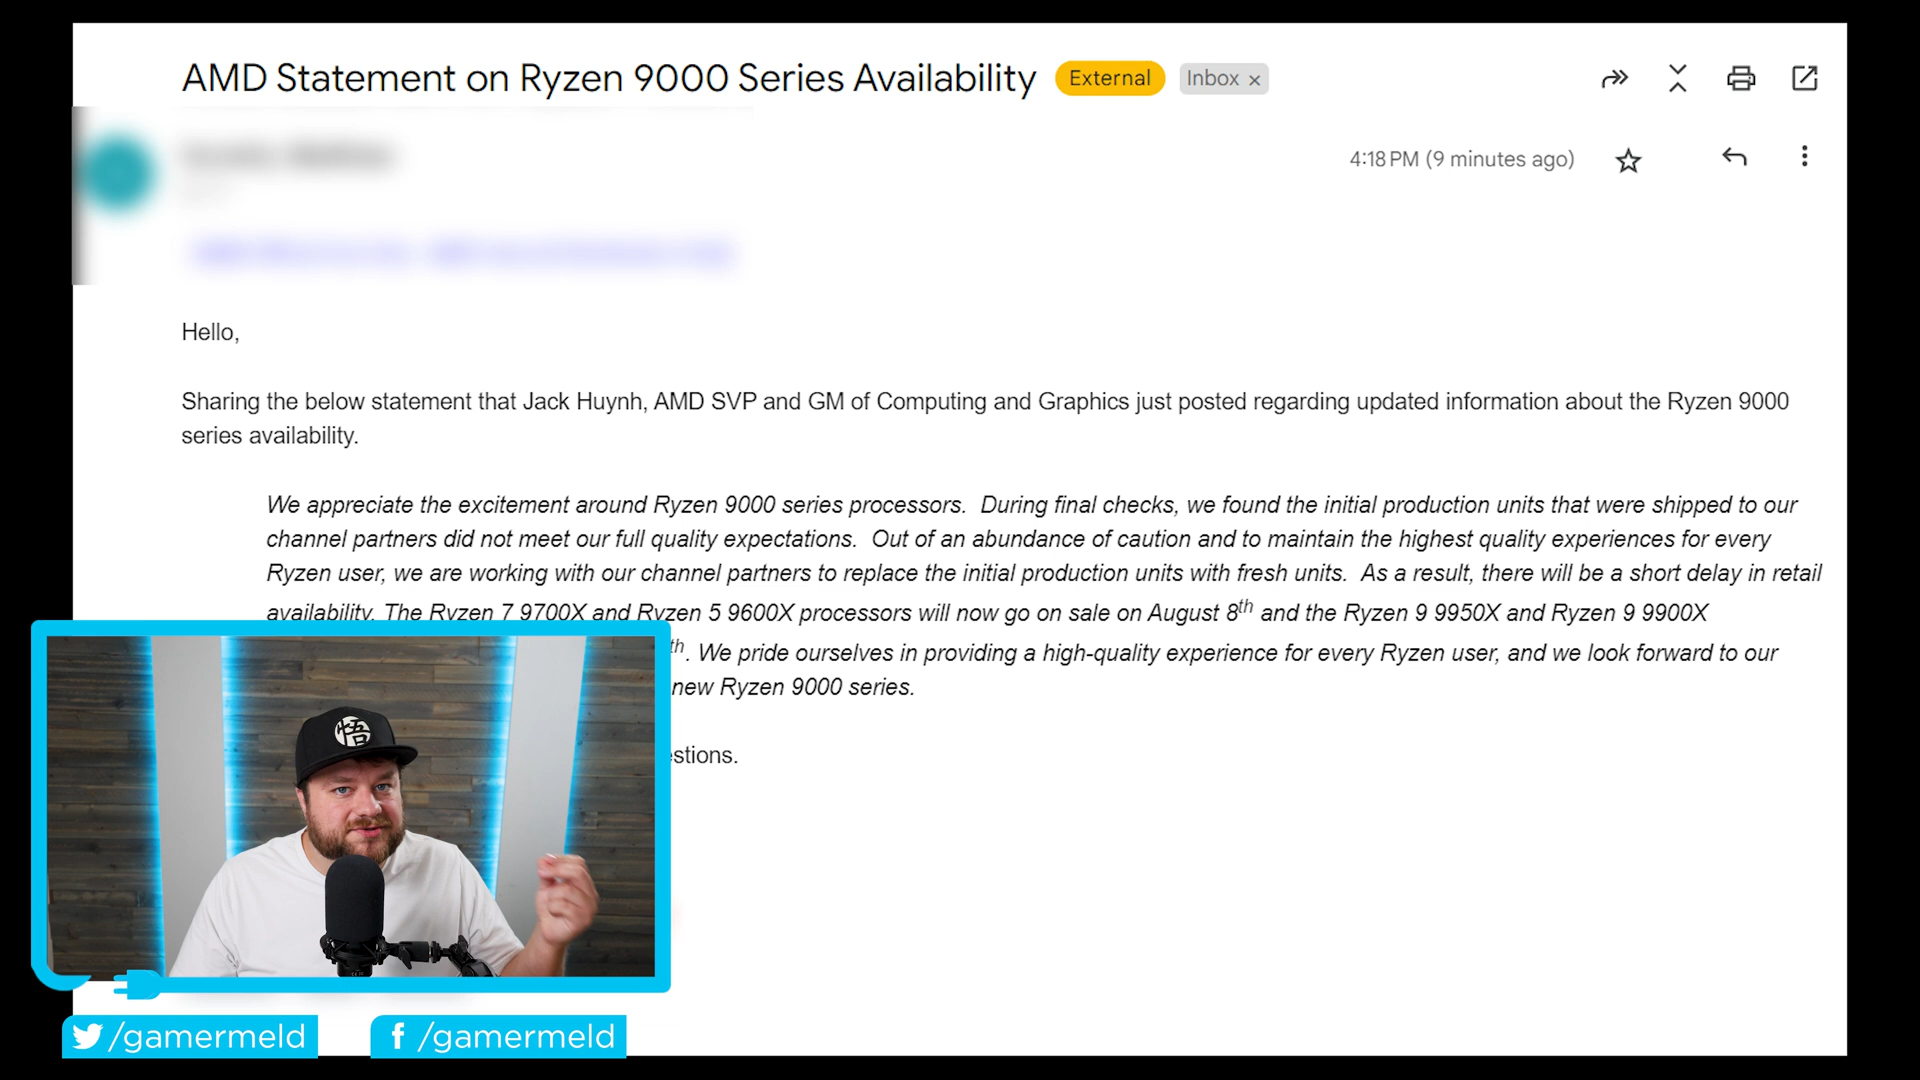 AMD Statement on Ryzen 9000 Series Availability External Inbox ×
4:18 PM (9 minutes ago)
Hello,
Sharing the below statement that Jack Huynh, AMD SVP and GM of Computing and Graphics just posted regarding updated information about the Ryzen 9000
series availability.
We appreciate the excitement around Ryzen 9000 series processors. During final checks, we found the initial production units that were shipped to our
channel partners did not meet our full quality expectations. Out of an abundance of caution and to maintain the highest quality experiences for every
Ryzen user, we are working with our channel partners to replace the initial production units with fresh units. As a result, there will be a short delay in retail
availability. The Ryzen 7 9700X and Ryzen 5 9600X processors will now go on sale on August 8th and the Ryzen 9 9950X and Ryzen 9 9900X
th. We pride ourselves in providing a high-quality experience for every Ryzen user, and we look forward to our
new Ryzen 9000 series.
stions.
悟
/gamermeld
f /gamermeld